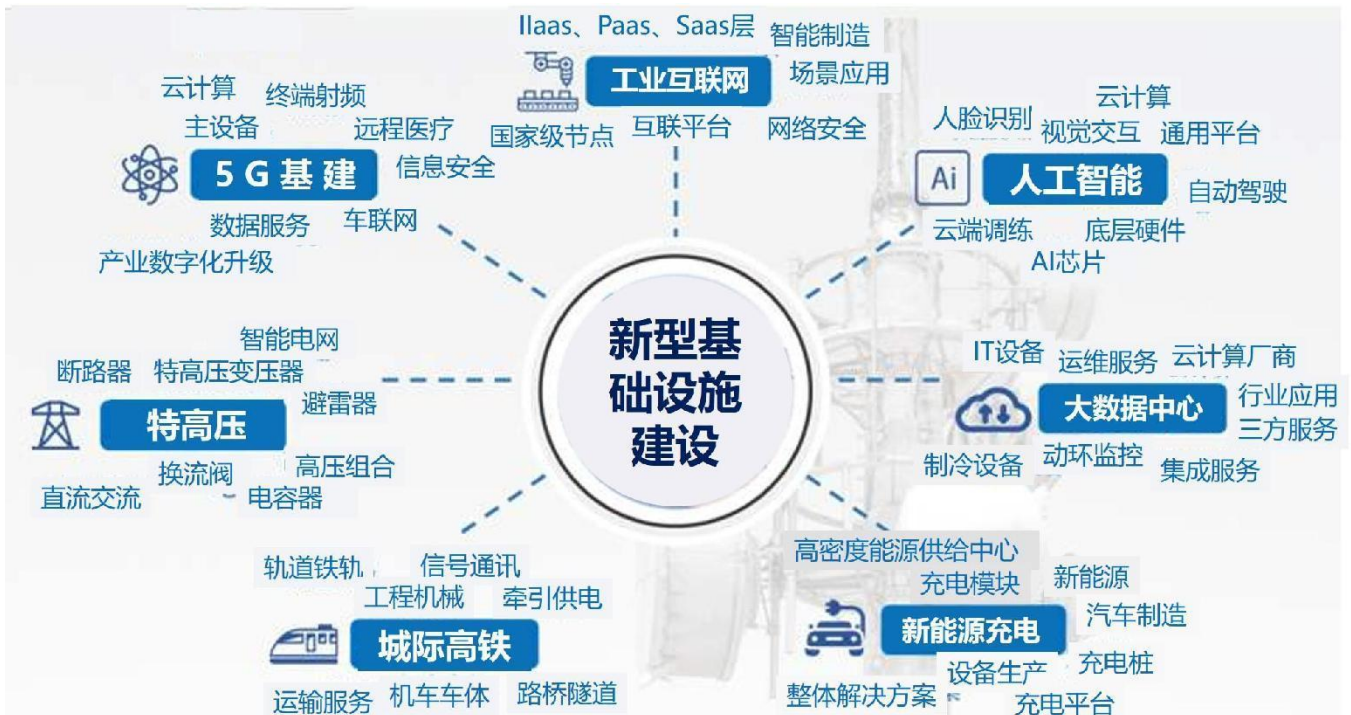 IIaas、Paas、Saas层
智能制造
工业互联网
场景应用
国家级节点
互联平台
网络安全
云计算
终端射频
主设备
远程医疗
5G基建
信息安全
数据服务
车联网
产业数字化升级
云计算
人脸识别
视觉交互
通用平台
Ai
人工智能
自动驾驶
云端调练
底层硬件
AI芯片
新型基
础设施
建设
智能电网
断路器
特高压变压器
避雷器
特高压
换流阀
高压组合
直流交流
电容器
IT设备
运维服务
云计算厂商
行业应用
大数据中心
三方服务
制冷设备
动环监控
集成服务
轨道铁轨
信号通讯
工程机械
牵引供电
城际高铁
运输服务
机车车体
路桥隧道
高密度能源供给中心
充电模块
新能源
汽车制造
新能源充电
设备生产
充电桩
整体解决方案
充电平台